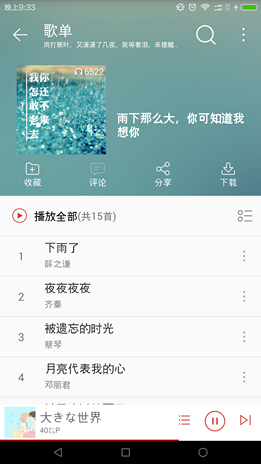 晚上9:33
歌单
雨打蕉叶，又潇潇了几夜，我等着泪，来提醒...
6522
我怎敢老去
你还不来
雨下那么大，你可知道我想你
收藏
评论
分享
下载
播放全部(共15首)
1
下雨了
薛之谦
2
夜夜夜夜
齐秦
3
被遗忘的时光
蔡琴
4
月亮代表我的心
邓丽君
大きな世界